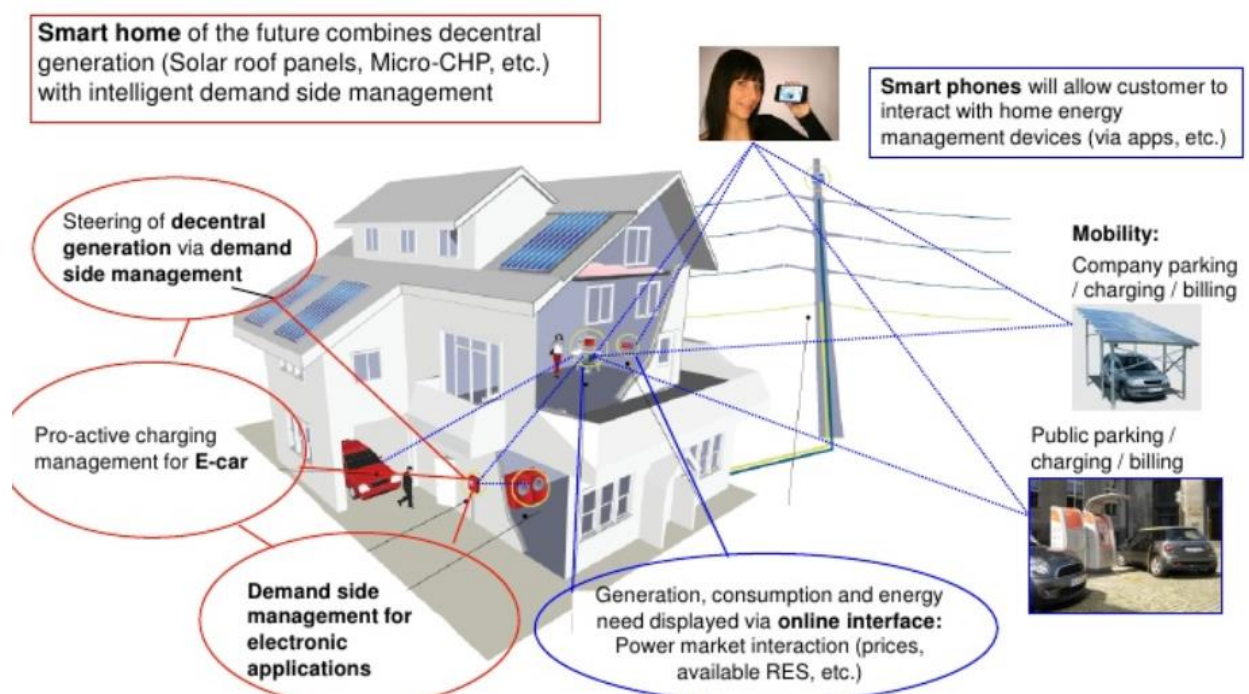 Smart home of the future combines decentral
generation (Solar roof panels, Micro-CHP, etc.)
with intelligent demand side management
Smart phones will allow customer to
interact with home energy
management devices (via apps, etc.)
Steering of decentral
generation via demand
side management
Mobility:
Company parking
/ charging / billing
Pro-active charging
management for E-car
Public parking /
charging / billing
Demand side
management for
electronic
applications
Generation, consumption and energy
need displayed via online interface:
Power market interaction (prices,
available RES, etc.)